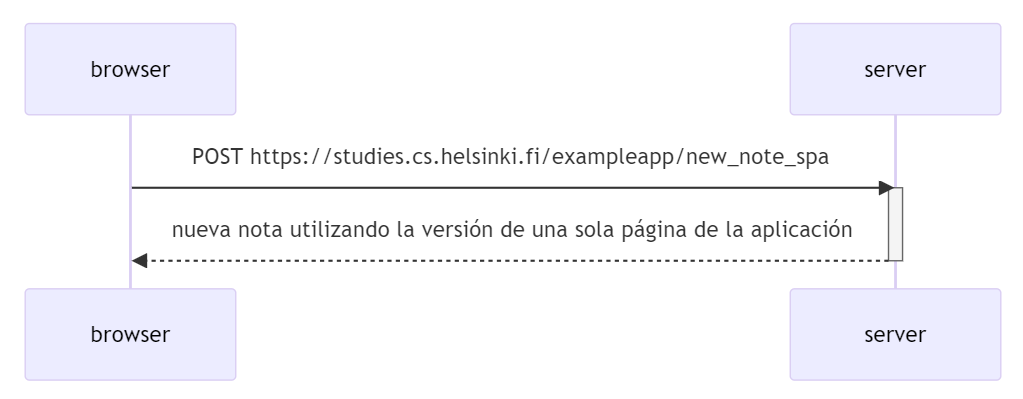 browser
server
POST https://studies.cs.helsinki.fi/exampleapp/new_note_spa
nueva nota utilizando la versión de una sola página de la aplicación
browser
server